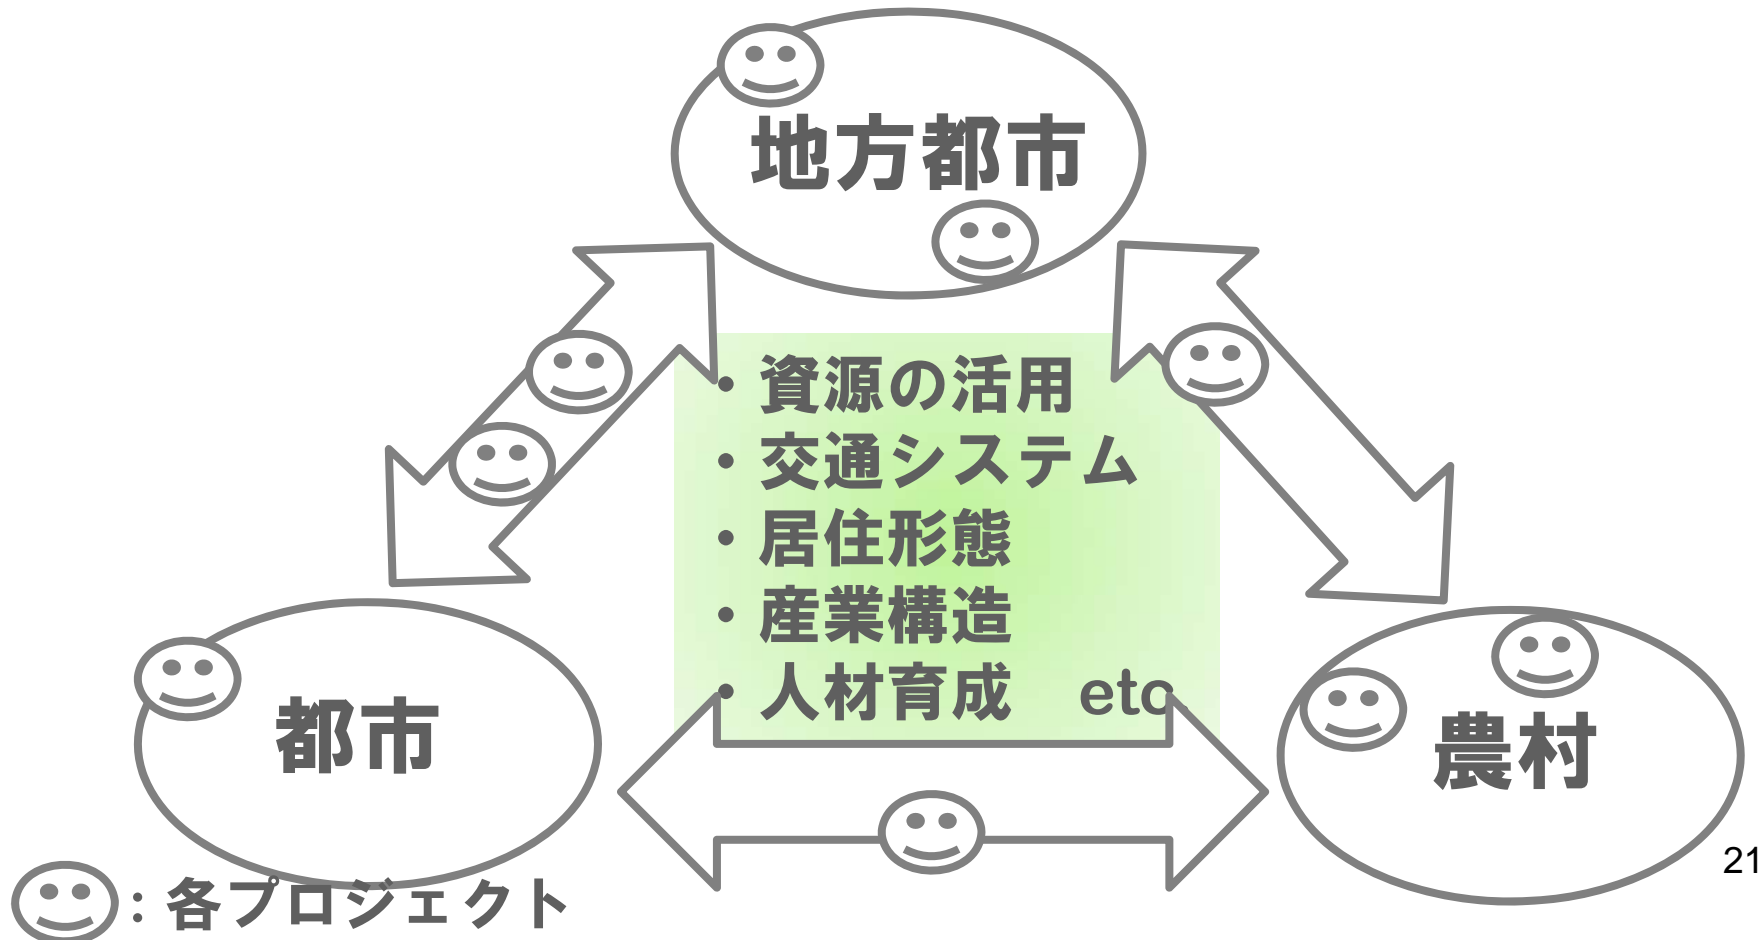 地方都市
・資源の活用
・交通システム
・居住形態
・産業構造
・人材育成　etc.
都市
農村
：各プロジェクト
21